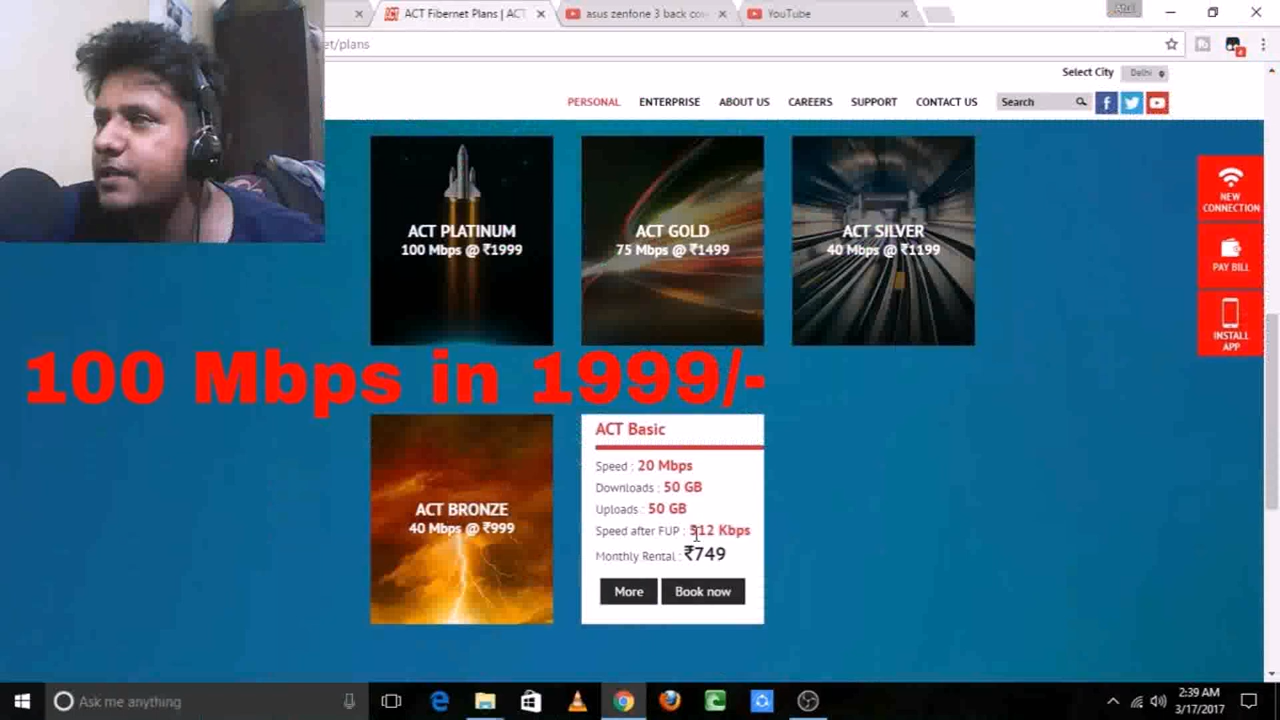 ACT Fibernet Plans | ACT
asus zenfone 3 back co
YouTube
et/plans
Select City
Delhi
PERSONAL
ENTERPRISE
ABOUT US
CAREERS
SUPPORT
CONTACT US
Search
NEW
CONNECTION
PAY BILL
INSTALL
APP
ACT PLATINUM
100 Mbps @ ₹1999
ACT GOLD
75 Mbps @ ₹1499
ACT SILVER
40 Mbps @ ₹1199
100 Mbps in 1999/-
ACT BRONZE
40 Mbps @ ₹999
ACT Basic
Speed : 20 Mbps
Downloads : 50 GB
Uploads : 50 GB
Speed after FUP : 512 Kbps
Monthly Rental : ₹749
More
Book now
Ask me anything
2:39 AM
3/17/2017